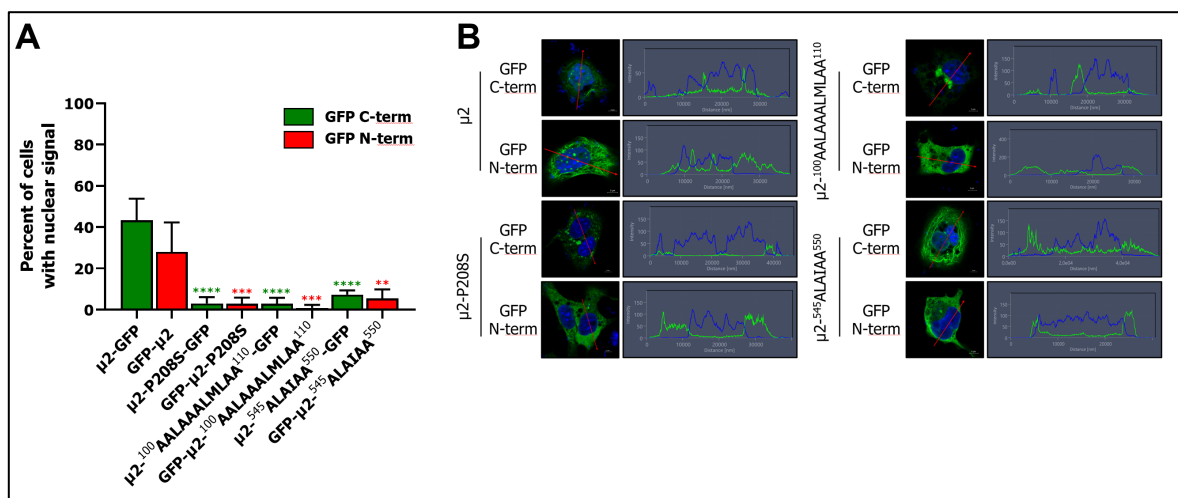 A
Percent of cells
with nuclear signal
100
80
60
40
20
0
GFP C-term
GFP N-term
****
***
****
***
****
**
μ2-GFP
GFP-μ2
μ2-P208S-GFP
GFP-μ2-P208S
μ2-¹⁰⁰AALAAALMLAA¹¹⁰-GFP
GFP-μ2-¹⁰⁰AALAAALMLAA¹¹⁰
μ2-⁵⁴⁵ALAIAA⁵⁵⁰-GFP
GFP-μ2-⁵⁴⁵ALAIAA⁵⁵⁰
B
μ2
GFP
C-term
GFP
N-term
μ2-P208S
GFP
C-term
GFP
N-term
μ2-¹⁰⁰AALAAALMLAA¹¹⁰
GFP
C-term
GFP
N-term
μ2-⁵⁴⁵ALAIAA⁵⁵⁰
GFP
C-term
GFP
N-term